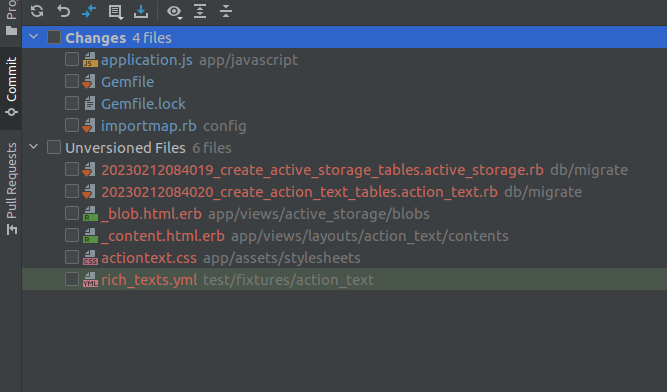 Changes 4 files
application.js app/javascript
Gemfile
Gemfile.lock
importmap.rb config
Unversioned Files 6 files
20230212084019_create_active_storage_tables.active_storage.rb db/migrate
20230212084020_create_action_text_tables.action_text.rb db/migrate
_blob.html.erb app/views/active_storage/blobs
_content.html.erb app/views/layouts/action_text/contents
actiontext.css app/assets/stylesheets
rich_texts.yml test/fixtures/action_text
Commit
Pull Requests